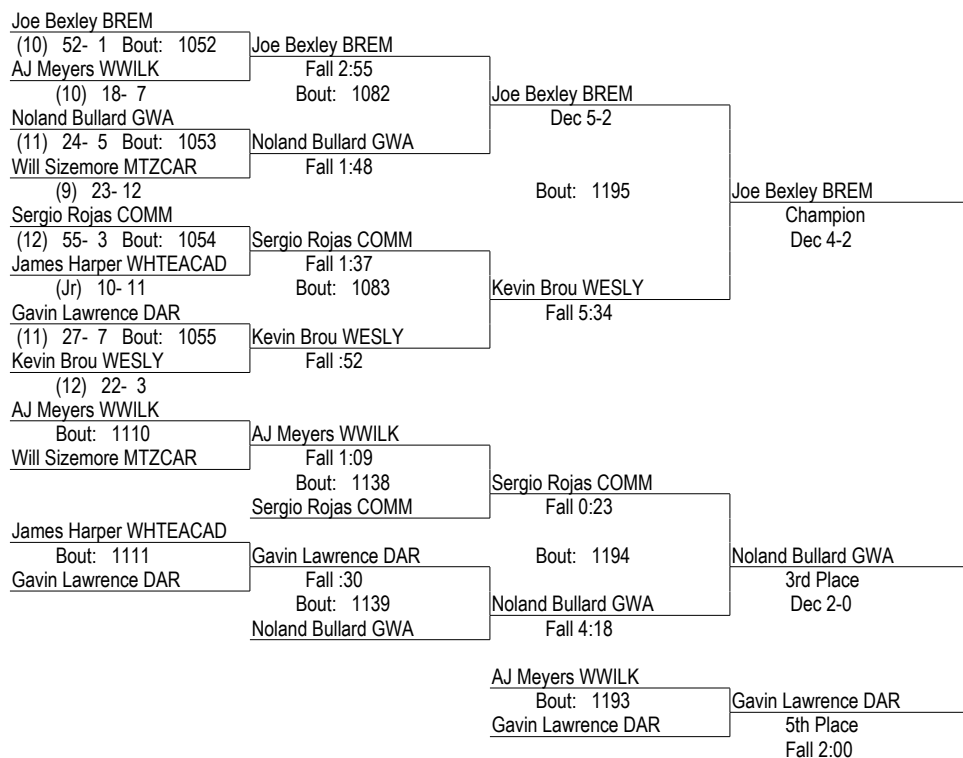 Joe Bexley BREM
(10) 52- 1 Bout: 1052
AJ Meyers WWILK
(10) 18- 7
Noland Bullard GWA
(11) 24- 5 Bout: 1053
Will Sizemore MTZCAR
(9) 23- 12
Sergio Rojas COMM
(12) 55- 3 Bout: 1054
James Harper WHTEACAD
(Jr) 10- 11
Gavin Lawrence DAR
(11) 27- 7 Bout: 1055
Kevin Brou WESLY
(12) 22- 3
Joe Bexley BREM
Fall 2:55
Bout: 1082
Noland Bullard GWA
Fall 1:48
Sergio Rojas COMM
Fall 1:37
Bout: 1083
Kevin Brou WESLY
Fall :52
Joe Bexley BREM
Dec 5-2
Bout: 1195
Kevin Brou WESLY
Fall 5:34
Joe Bexley BREM
Champion
Dec 4-2
AJ Meyers WWILK
Bout: 1110
Will Sizemore MTZCAR
James Harper WHTEACAD
Bout: 1111
Gavin Lawrence DAR
AJ Meyers WWILK
Fall 1:09
Bout: 1138
Sergio Rojas COMM
Gavin Lawrence DAR
Fall :30
Bout: 1139
Noland Bullard GWA
Sergio Rojas COMM
Fall 0:23
Bout: 1194
Noland Bullard GWA
Fall 4:18
Noland Bullard GWA
3rd Place
Dec 2-0
AJ Meyers WWILK
Bout: 1193
Gavin Lawrence DAR
Gavin Lawrence DAR
5th Place
Fall 2:00